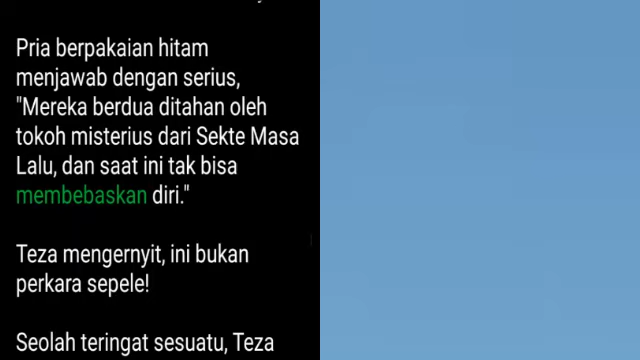 Pria berpakaian hitam
menjawab dengan serius,
"Mereka berdua ditahan oleh
tokoh misterius dari Sekte Masa
Lalu, dan saat ini tak bisa
membebaskan diri."
Teza mengernyit, ini bukan
perkara sepele!
Seolah teringat sesuatu, Teza